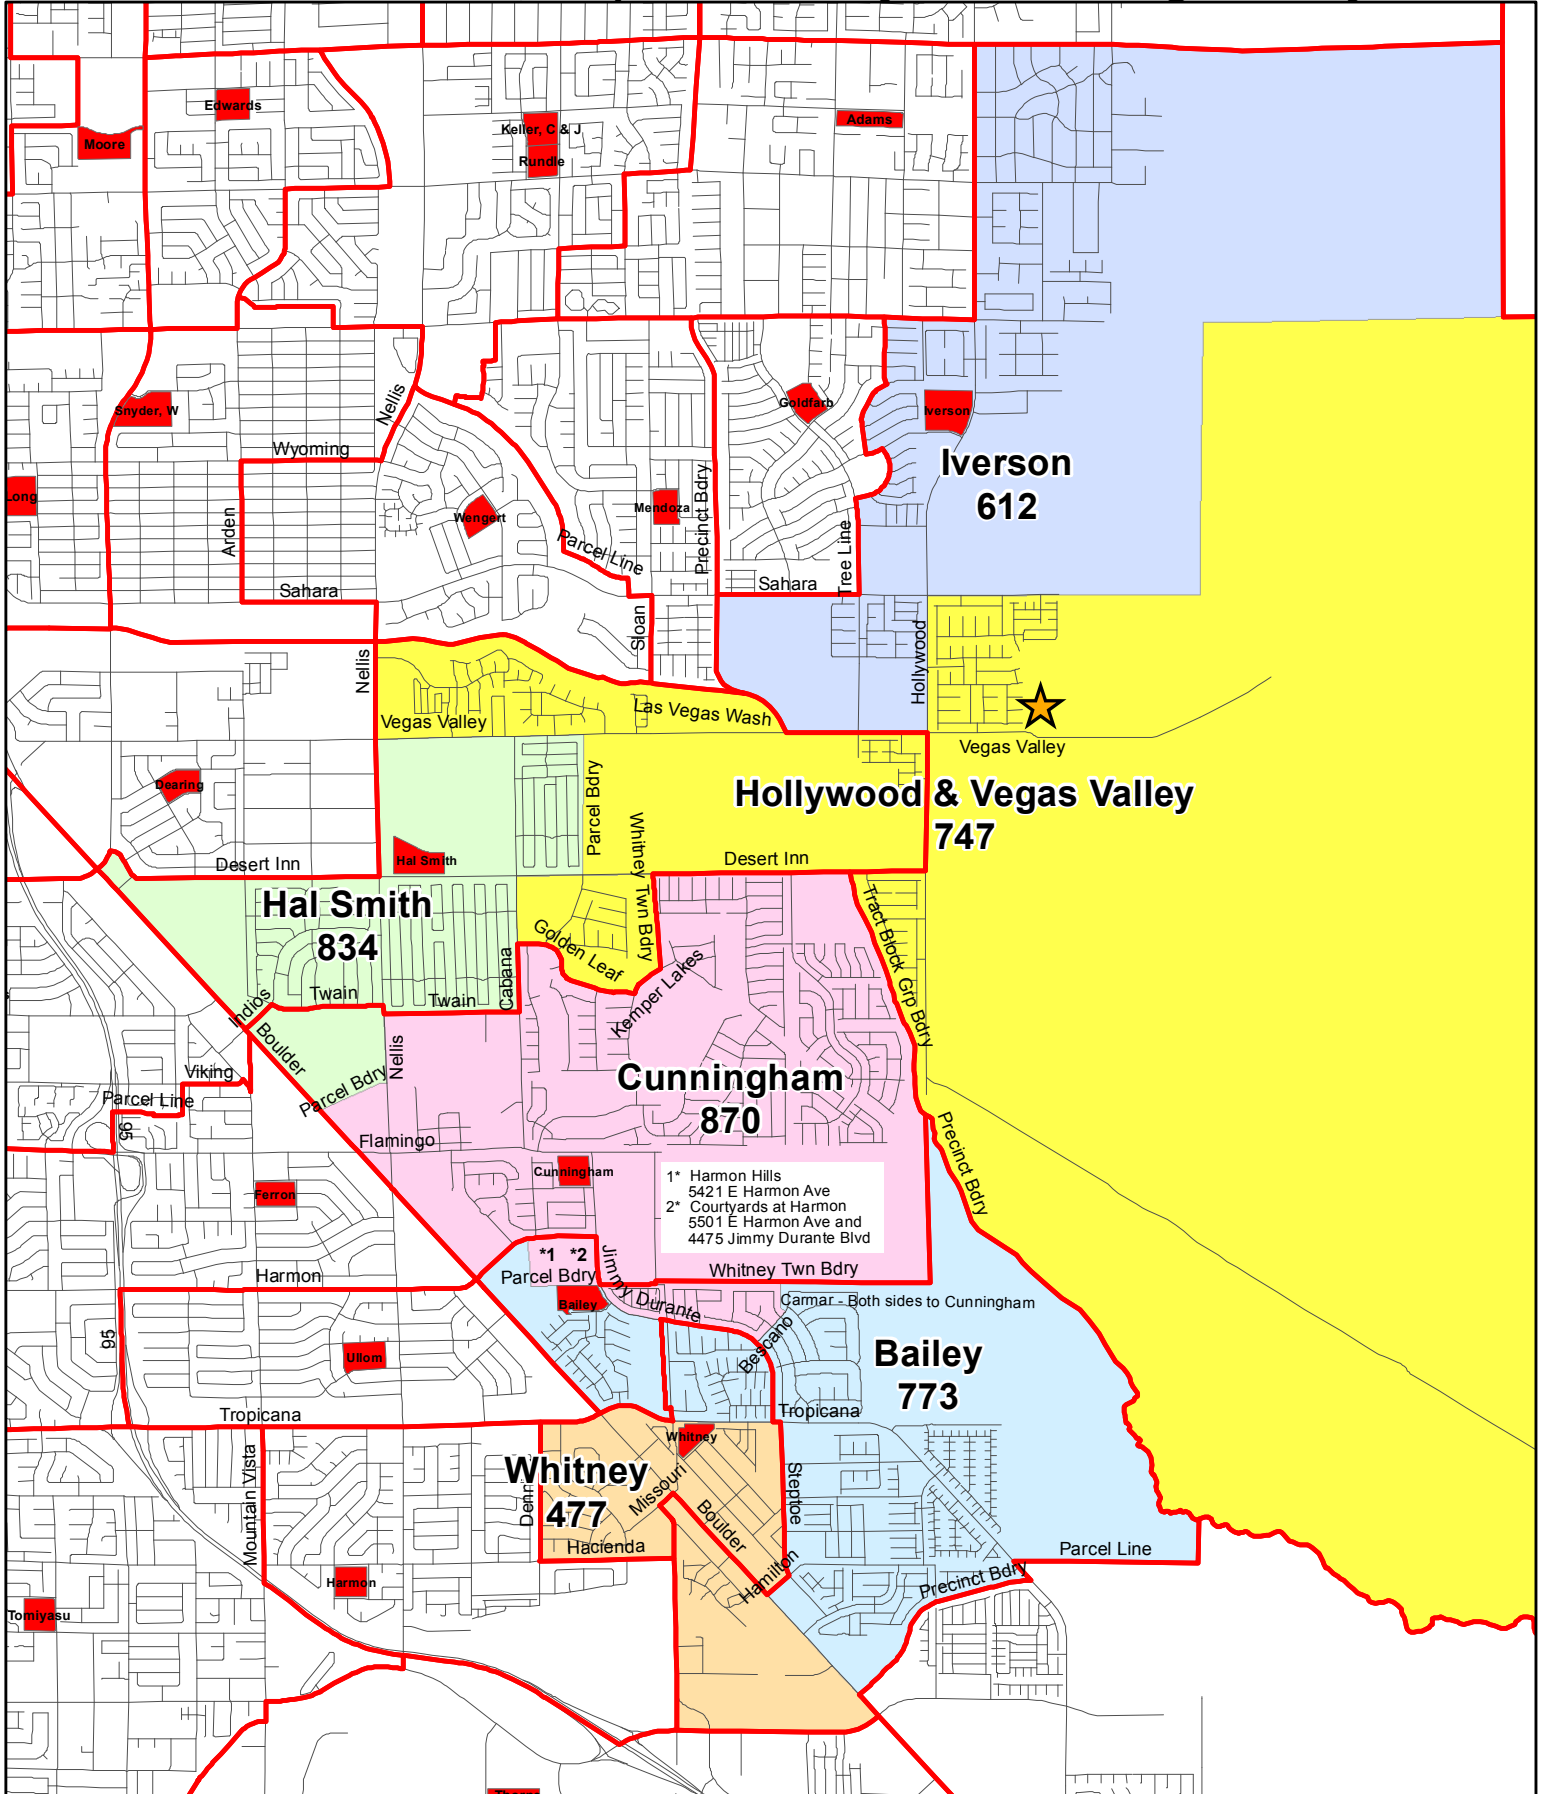 Edwards
Moore
Keller, C & J
Rundle
Adams
Snyder, W
Nellis
Goldfarb
Iverson
Wyoming
Iverson
612
Long
Arden
Wengert
Mendoza
Precinct Bdry
Parcel Line
Tree Line
Sahara
Sahara
Sloan
Hollywood
Nellis
Vegas Valley
Las Vegas Wash
Vegas Valley
Dearing
Parcel Bdry
Hollywood & Vegas Valley
747
Whitney Twn Bdry
Desert Inn
Hal Smith
Desert Inn
Hal Smith
834
Tract Block Grp Bdry
Golden Leaf
Cabana
Kemper Lakes
Indios
Twain
Twain
Boulder
Nellis
Viking
Parcel Line
Parcel Bdry
Cunningham
870
95
Flamingo
Precinct Bdry
Cunningham
Ferron
1* Harmon Hills
5421 E Harmon Ave
2* Courtyards at Harmon
5501 E Harmon Ave and
4475 Jimmy Durante Blvd
*1 *2
Harmon
Parcel Bdry
Whitney Twn Bdry
Jimmy Durante
Bailey
Carmar - Both sides to Cunningham
95
Ullom
Bescano
Bailey
773
Tropicana
Tropicana
Whitney
Mountain Vista
Whitney
477
Missouri
Boulder
Steptoe
Hacienda
Parcel Line
Harmon
Hamilton
Precinct Bdry
Tomiyasu